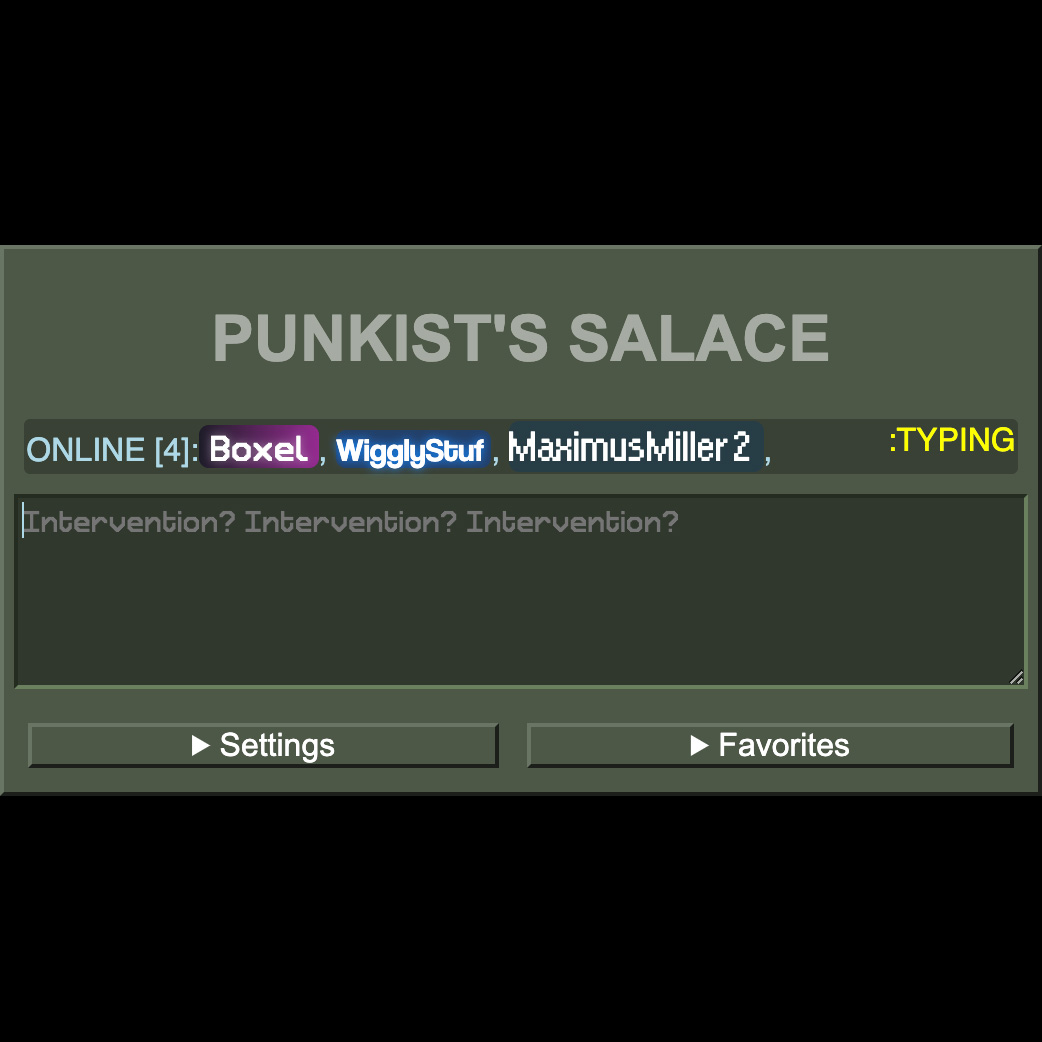 PUNKIST'S SALACE
ONLINE [4]: Boxel, WigglyStuf, MaximusMiller2, :TYPING
Intervention? Intervention? Intervention?
▶ Settings ▶ Favorites